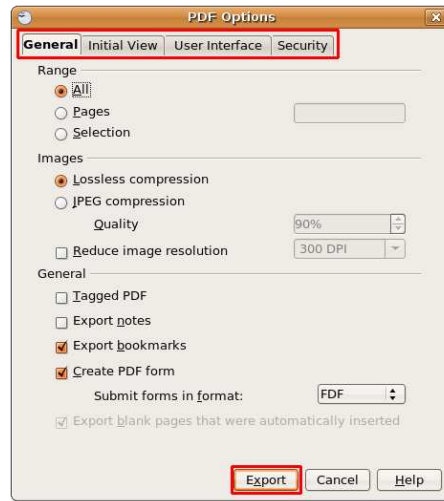 PDF Options
General Initial View User Interface Security
Range
All
Pages
Selection
Images
Lossless compression
JPEG compression
Quality 90%
Reduce image resolution 300 DPI
General
Tagged PDF
Export notes
Export bookmarks
Create PDF form
Submit forms in format: FDF
Export blank pages that were automatically inserted
Export Cancel Help